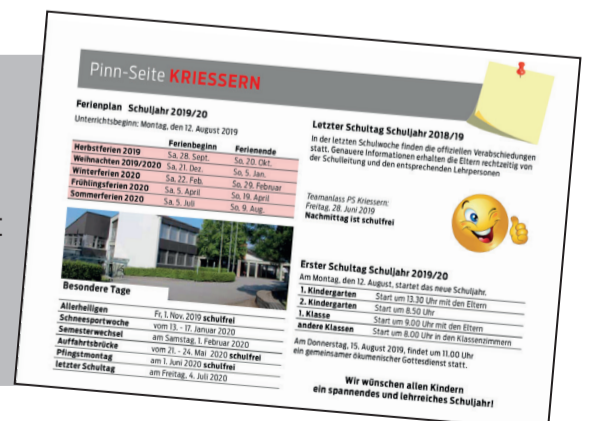 Pinn-Seite KRIESSERN
Ferienplan Schuljahr 2019/20
Unterrichtsbeginn: Montag, den 12. August 2019
Ferienbeginn Ferienende
Herbstferien 2019 Sa, 28. Sept. So, 20. Okt.
Weihnachten 2019/2020 Sa, 21. Dez. So, 5. Jan.
Winterferien 2020 Sa, 22. Feb. So, 29. Februar
Frühlingsferien 2020 Sa, 5. April So, 19. April
Sommerferien 2020 Sa, 5. Juli So, 9. Aug.
Besondere Tage
Allerheiligen Fr, 1. Nov. 2019 schulfrei
Schneesportwoche vom 13. - 17. Januar 2020
Semesterwechsel am Samstag, 1. Februar 2020
Auffahrtsbrücke vom 21. - 24. Mai 2020 schulfrei
Pfingstmontag am 1. Juni 2020 schulfrei
letzter Schultag am Freitag, 4. Juli 2020
Letzter Schultag Schuljahr 2018/19
In der letzten Schulwoche finden die offiziellen Verabschiedungen
statt. Genauere Informationen erhalten die Eltern rechtzeitig von
der Schulleitung und den entsprechenden Lehrpersonen
Teamanlass PS Kriessern:
Freitag, 28. Juni 2019
Nachmittag ist schulfrei
Erster Schultag Schuljahr 2019/20
Am Montag, den 12. August, startet das neue Schuljahr.
1. Kindergarten Start um 13.30 Uhr mit den Eltern
2. Kindergarten Start um 8.50 Uhr
1. Klasse Start um 9.00 Uhr mit den Eltern
andere Klassen Start um 8.00 Uhr in den Klassenzimmern
Am Donnerstag, 15. August 2019, findet um 11.00 Uhr
ein gemeinsamer ökumenischer Gottesdienst statt.
Wir wünschen allen Kindern
ein spannendes und lehrreiches Schuljahr!